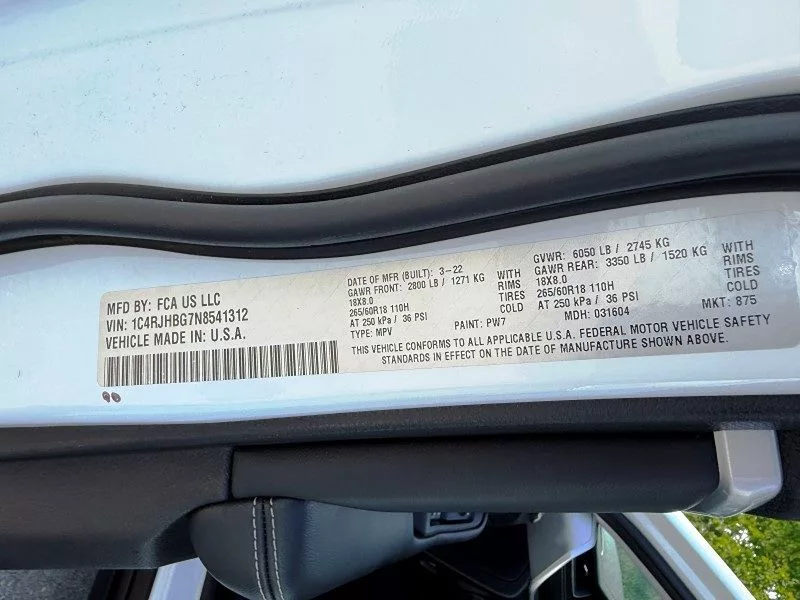 MFD BY: FCA US LLC
VIN: 1C4RJHBG7N8541312
VEHICLE MADE IN: U.S.A.
DATE OF MFR (BUILT): 3-22
GAWR FRONT: 2800 LB / 1271 KG WITH
18X8.0 RIMS
265/60R18 110H TIRES
AT 250 kPa / 36 PSI COLD
TYPE: MPV PAINT: PW7
GVWR: 6050 LB / 2745 KG
GAWR REAR: 3350 LB / 1520 KG WITH
18X8.0 RIMS
265/60R18 110H TIRES
AT 250 kPa / 36 PSI COLD
MDH: 031604 MKT: 875
THIS VEHICLE CONFORMS TO ALL APPLICABLE U.S.A. FEDERAL MOTOR VEHICLE SAFETY
STANDARDS IN EFFECT ON THE DATE OF MANUFACTURE SHOWN ABOVE.